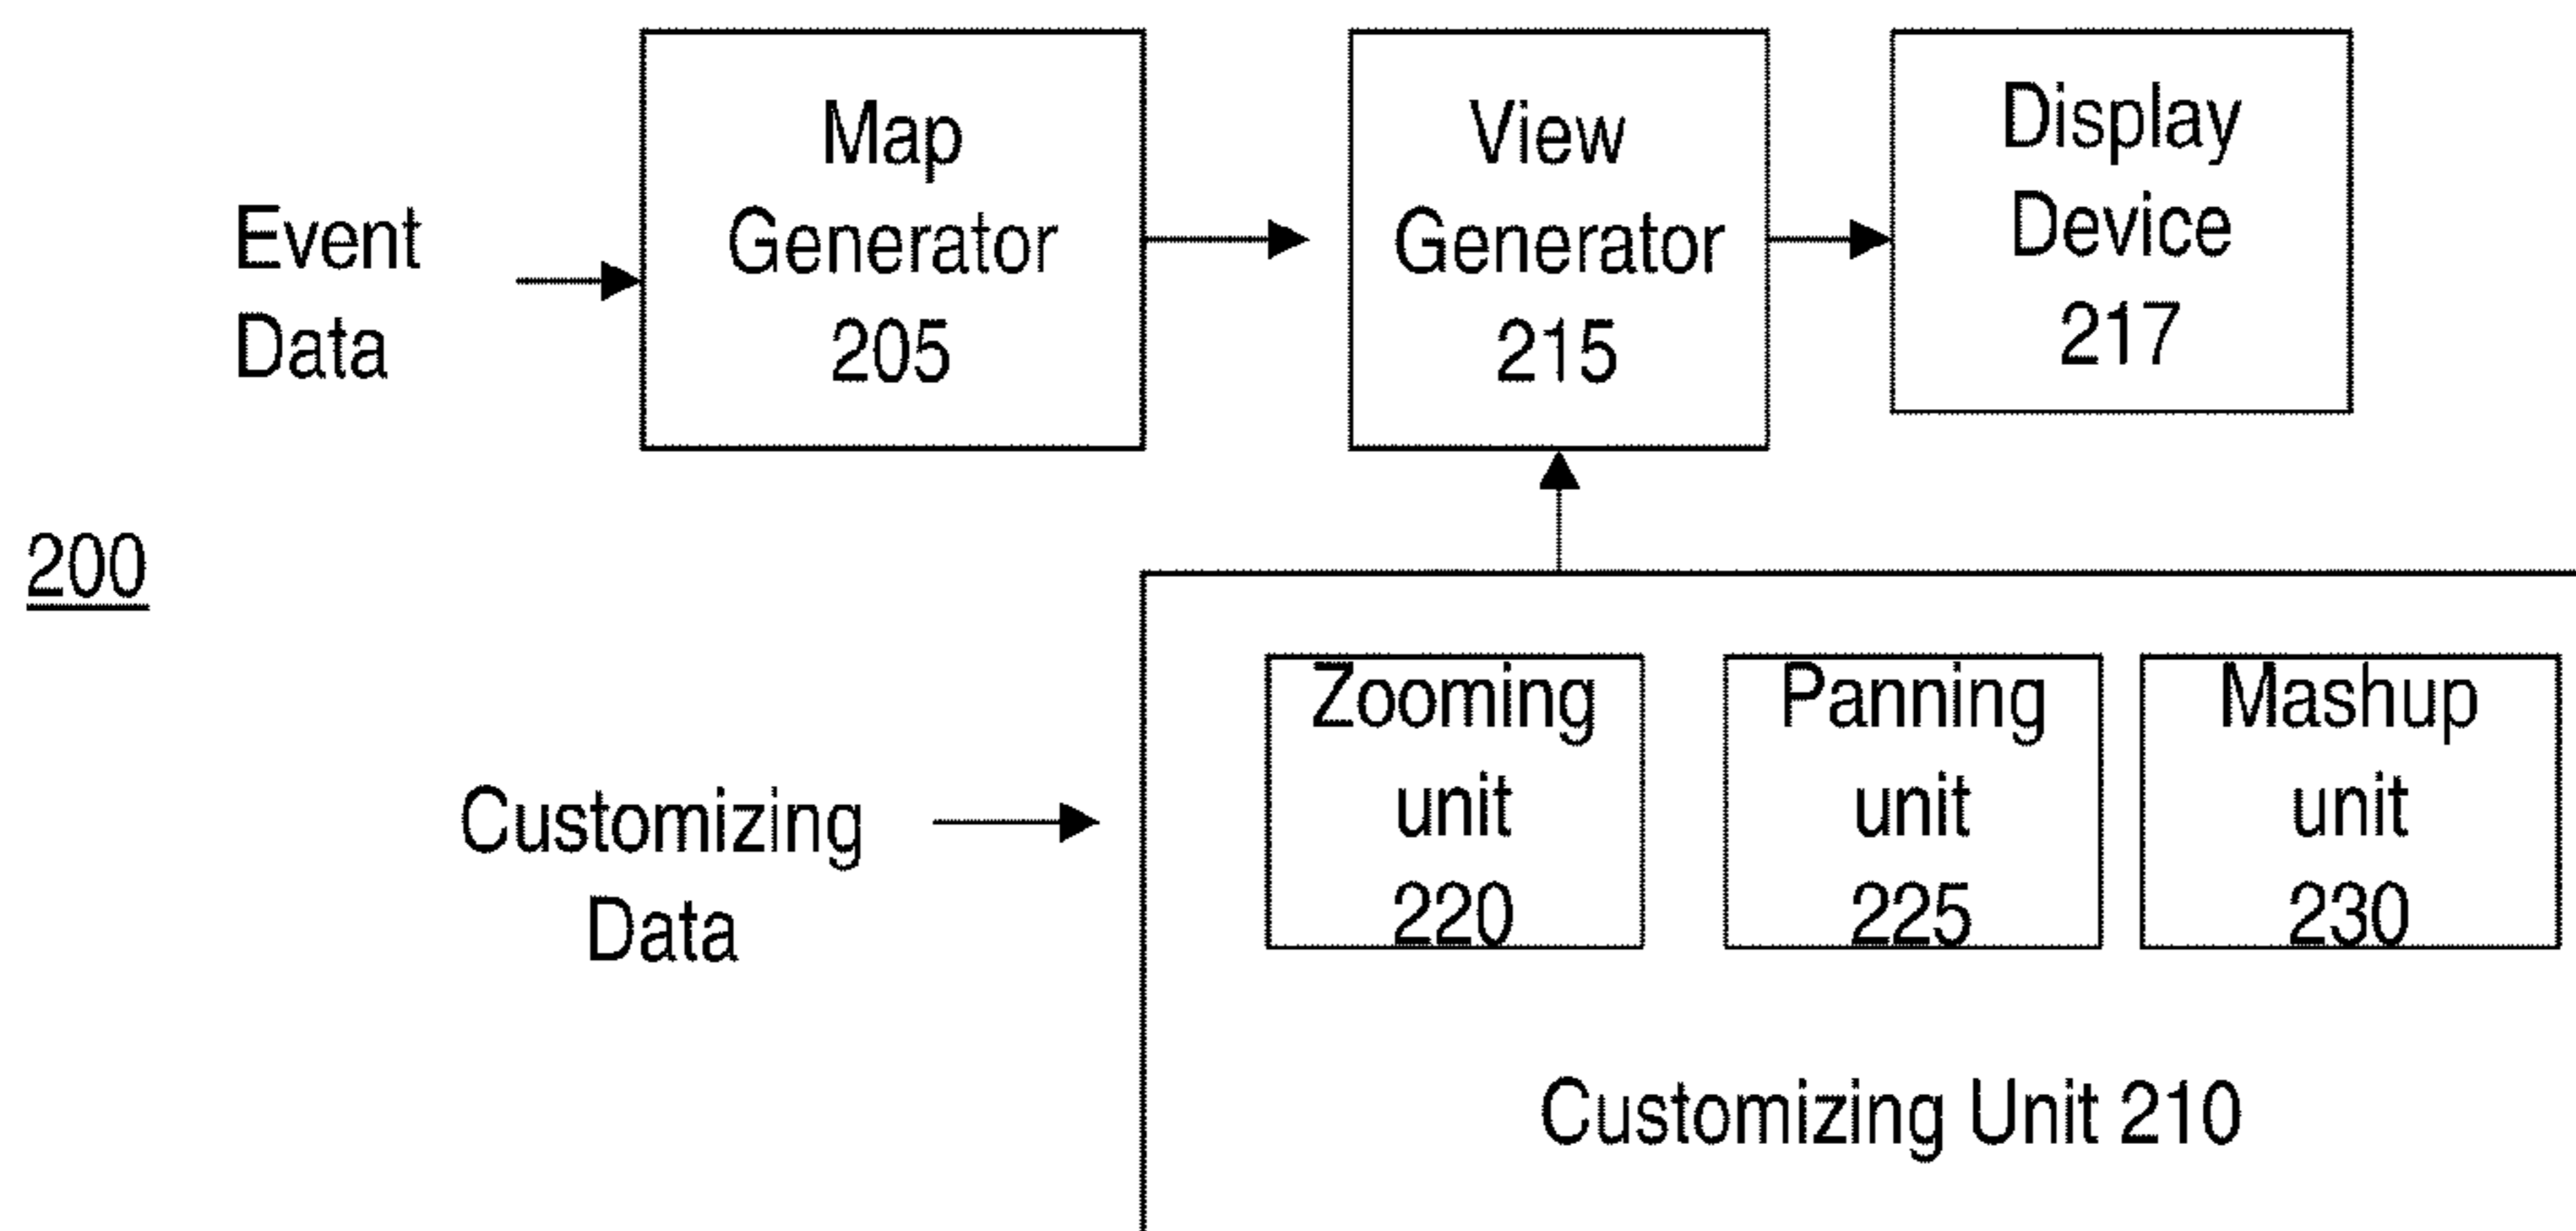 Event
Data
Map
Generator
205
View
Generator
215
Display
Device
217
200
Customizing
Data
Zooming
unit
220
Panning
unit
225
Mashup
unit
230
Customizing Unit 210